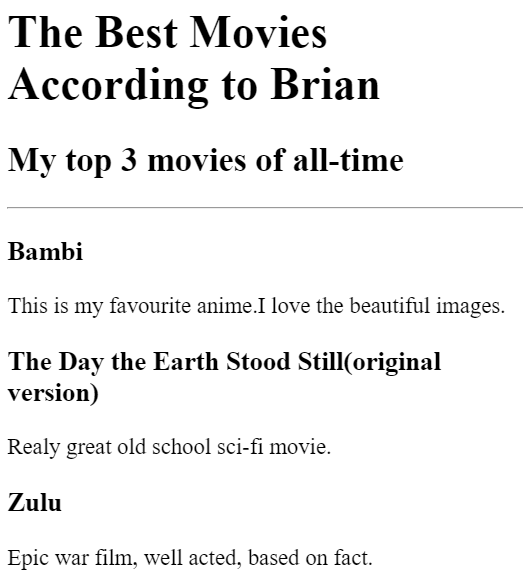 The Best Movies
According to Brian
My top 3 movies of all-time
Bambi
This is my favourite anime.I love the beautiful images.
The Day the Earth Stood Still(original
version)
Realy great old school sci-fi movie.
Zulu
Epic war film, well acted, based on fact.